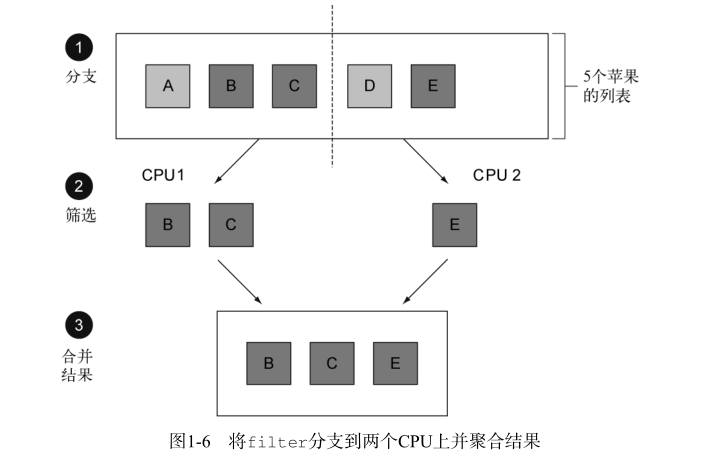 1
分支
A B C D E
5个苹果
的列表
CPU1
CPU 2
2
筛选
B C E
3
合并
结果
B C E
图1-6 将filter分支到两个CPU上并聚合结果